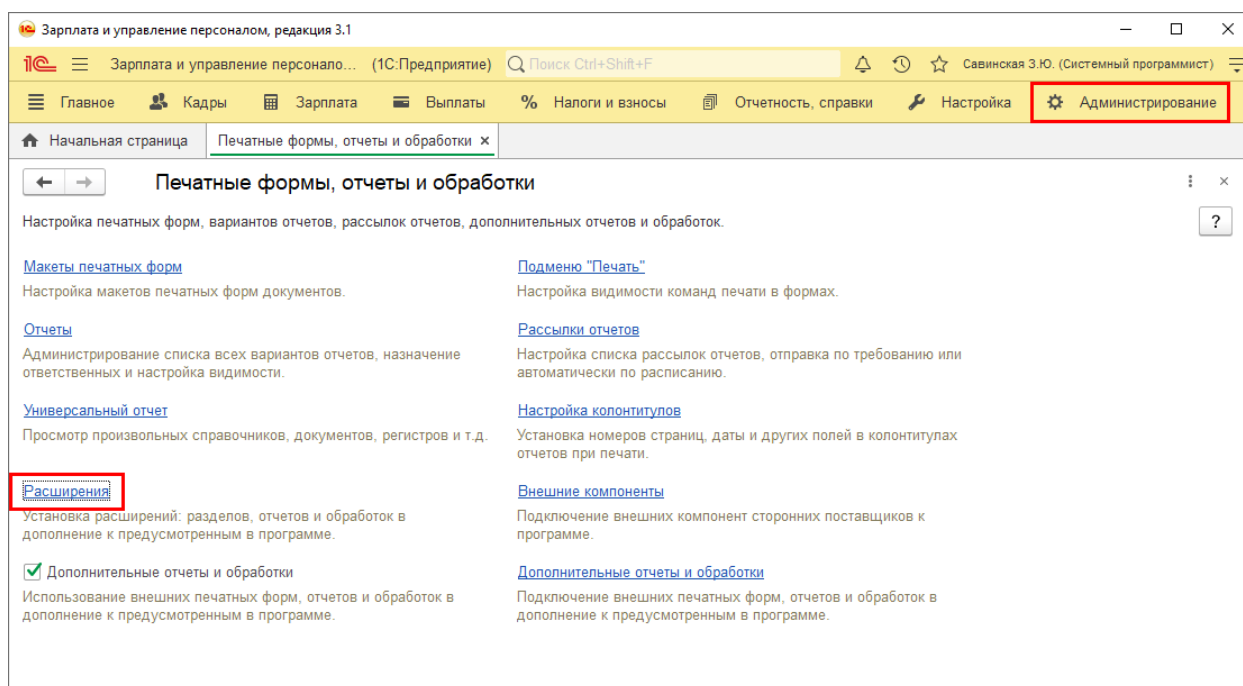 Зарплата и управление персоналом, редакция 3.1
Зарплата и управление персонало... (1С:Предприятие) Поиск Ctrl+Shift+F Савинская З.Ю. (Системный программист)
Главное Кадры Зарплата Выплаты % Налоги и взносы Отчетность, справки Настройка Администрирование
Начальная страница Печатные формы, отчеты и обработки ×
Печатные формы, отчеты и обработки
Настройка печатных форм, вариантов отчетов, рассылок отчетов, дополнительных отчетов и обработок. ?
Макеты печатных форм
Настройка макетов печатных форм документов.
Подменю "Печать"
Настройка видимости команд печати в формах.
Отчеты
Администрирование списка всех вариантов отчетов, назначение
ответственных и настройка видимости.
Рассылки отчетов
Настройка списка рассылок отчетов, отправка по требованию или
автоматически по расписанию.
Универсальный отчет
Просмотр произвольных справочников, документов, регистров и т.д.
Настройка колонтитулов
Установка номеров страниц, даты и других полей в колонтитулах
отчетов при печати.
Расширения
Установка расширений: разделов, отчетов и обработок в
дополнение к предусмотренным в программе.
Внешние компоненты
Подключение внешних компонент сторонних поставщиков к
программе.
Дополнительные отчеты и обработки
Использование внешних печатных форм, отчетов и обработок в
дополнение к предусмотренным в программе.
Дополнительные отчеты и обработки
Подключение внешних печатных форм, отчетов и обработок в
дополнение к предусмотренным в программе.